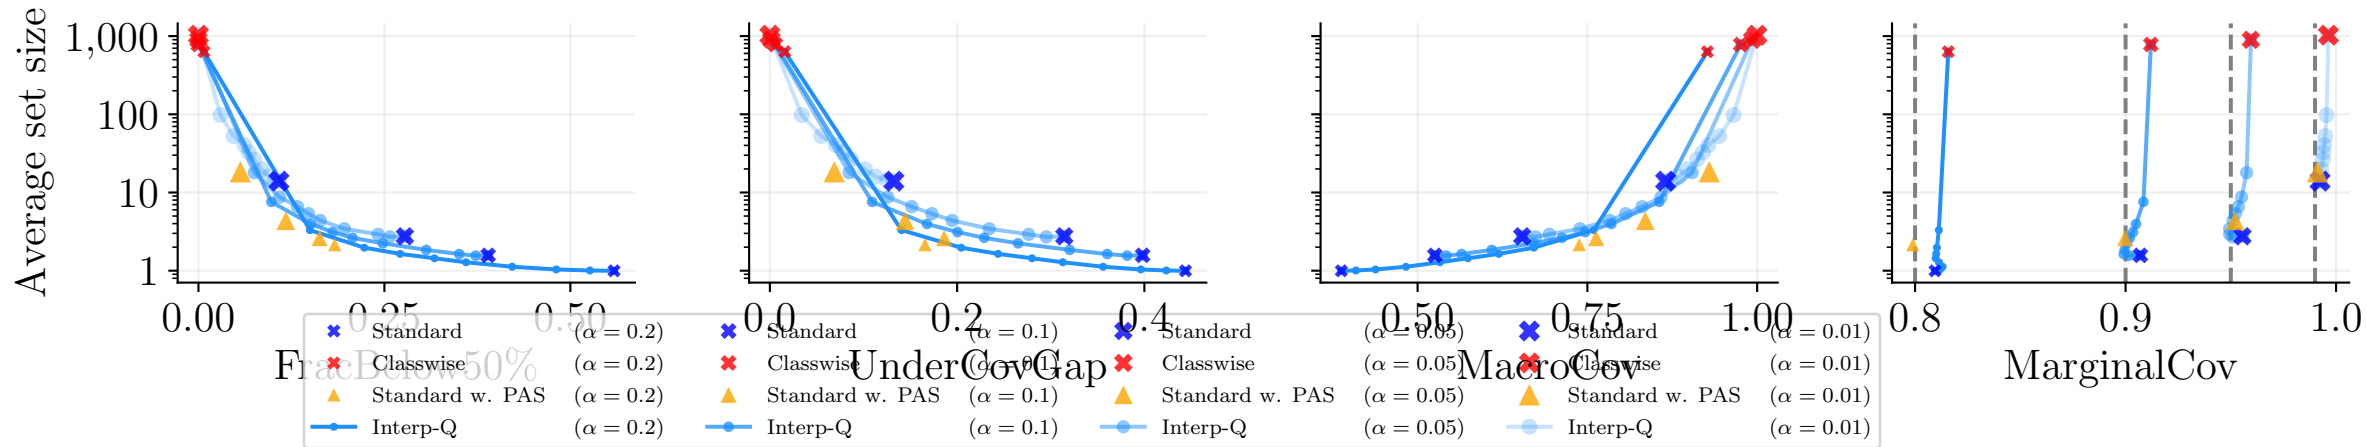 Average set size
1,000
100
10
1
0.00 0.25 0.50
0.0 0.2 0.4
0.50 0.75 1.00
0.8 0.9 1.0
FracBelow50%
UnderCovGap
MacroCov
MarginalCov
Standard (α = 0.2) Standard (α = 0.1) Standard (α = 0.05) Standard (α = 0.01)
Classwise (α = 0.2) Classwise (α = 0.1) Classwise (α = 0.05) Classwise (α = 0.01)
Standard w. PAS (α = 0.2) Standard w. PAS (α = 0.1) Standard w. PAS (α = 0.05) Standard w. PAS (α = 0.01)
Interp-Q (α = 0.2) Interp-Q (α = 0.1) Interp-Q (α = 0.05) Interp-Q (α = 0.01)